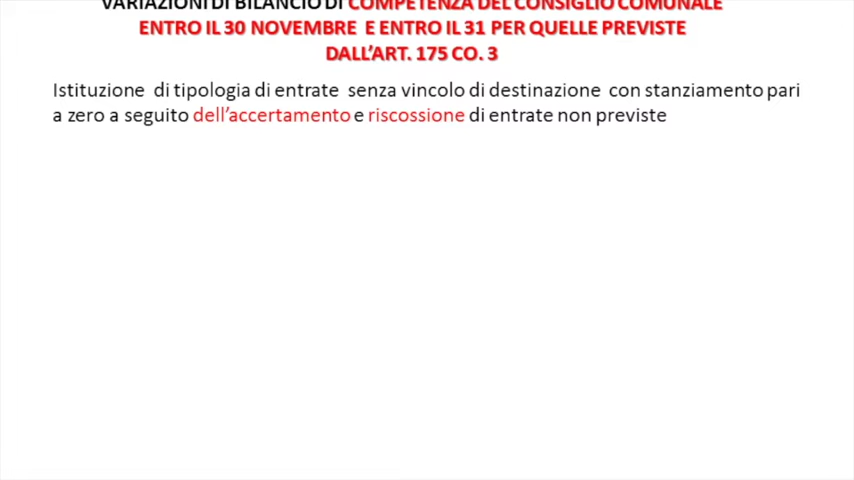 VARIAZIONI DI BILANCIO DI COMPETENZA DEL CONSIGLIO COMUNALE
ENTRO IL 30 NOVEMBRE E ENTRO IL 31 PER QUELLE PREVISTE
DALL’ART. 175 CO. 3
Istituzione di tipologia di entrate senza vincolo di destinazione con stanziamento pari
a zero a seguito dell’accertamento e riscossione di entrate non previste